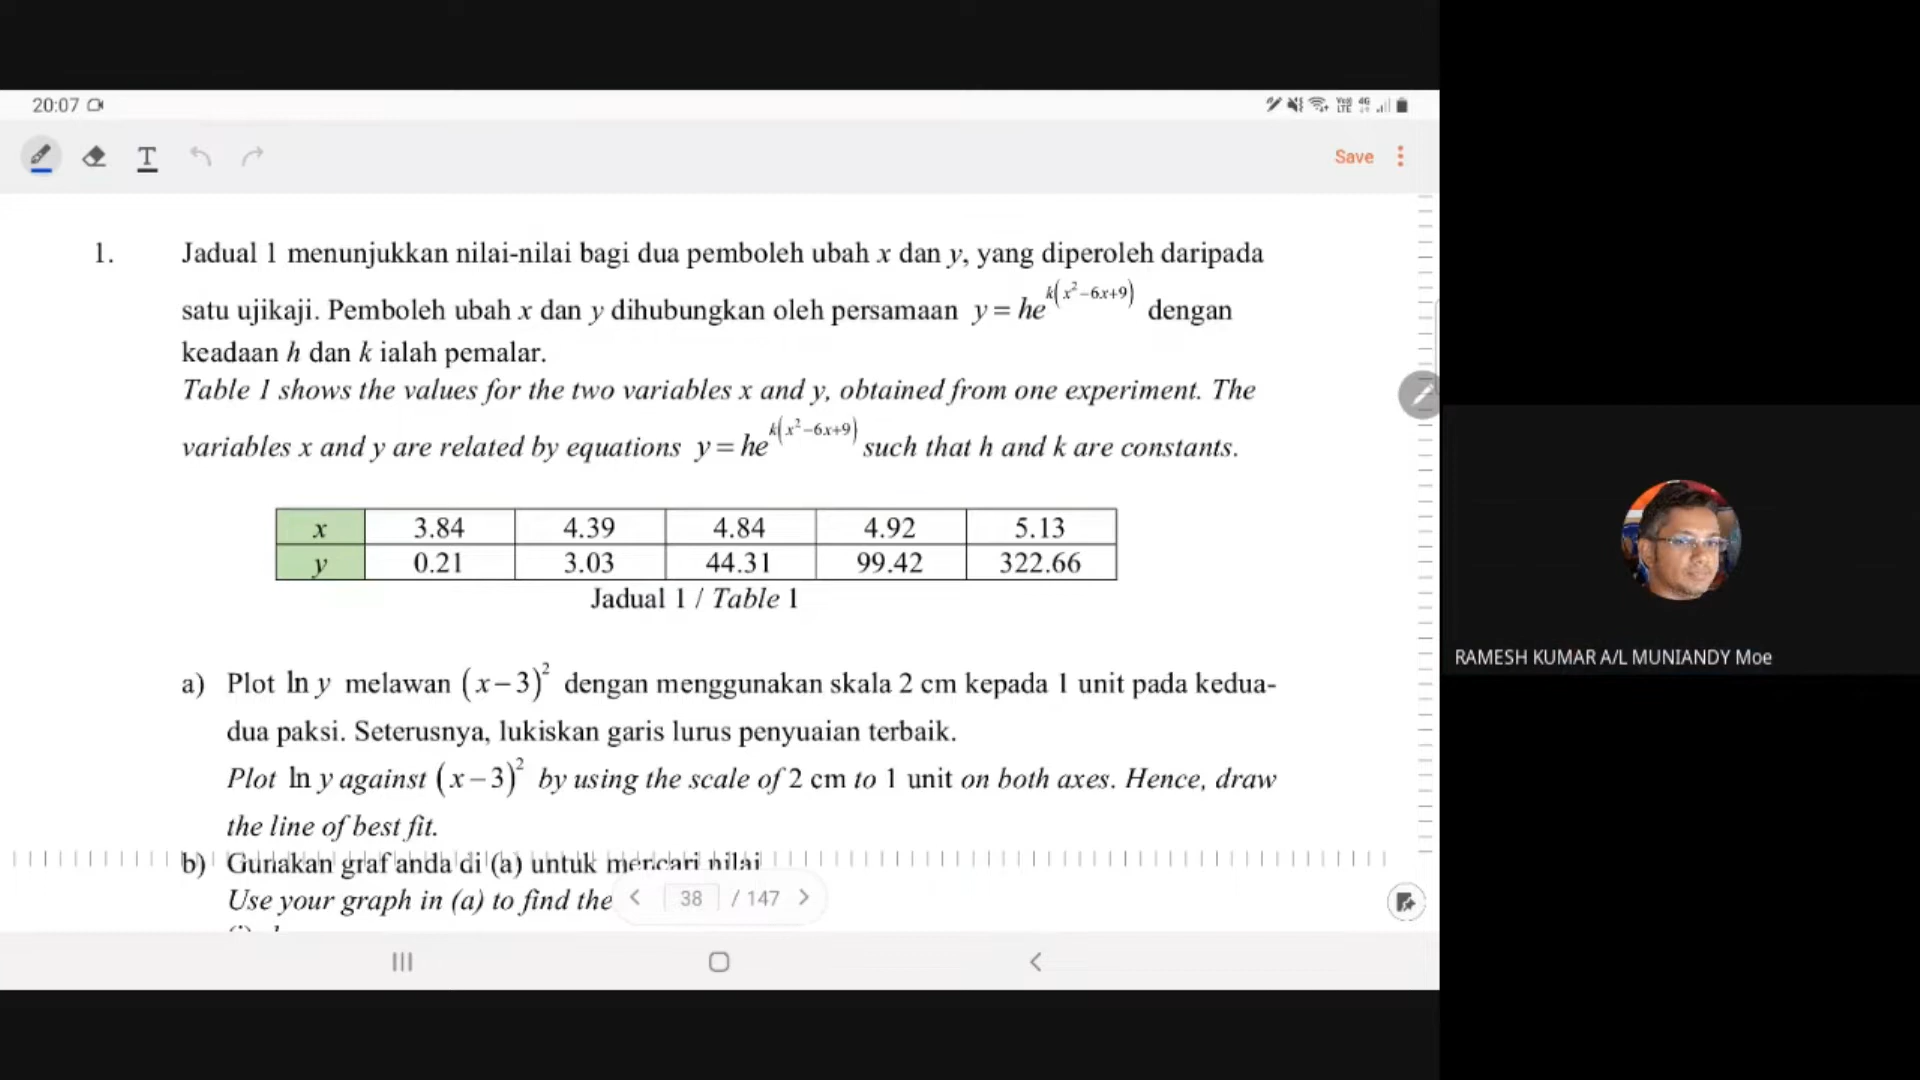 20:07
Vo)) LTE 4G
T
Save
1. Jadual 1 menunjukkan nilai-nilai bagi dua pemboleh ubah x dan y, yang diperoleh daripada
satu ujikaji. Pemboleh ubah x dan y dihubungkan oleh persamaan y = he^{k(x²−6x+9)} dengan
keadaan h dan k ialah pemalar.
Table 1 shows the values for the two variables x and y, obtained from one experiment. The
variables x and y are related by equations y = he^{k(x²−6x+9)} such that h and k are constants.
x 3.84 4.39 4.84 4.92 5.13
y 0.21 3.03 44.31 99.42 322.66
Jadual 1 / Table 1
a) Plot ln y melawan (x−3)² dengan menggunakan skala 2 cm kepada 1 unit pada kedua-
dua paksi. Seterusnya, lukiskan garis lurus penyuaian terbaik.
Plot ln y against (x−3)² by using the scale of 2 cm to 1 unit on both axes. Hence, draw
the line of best fit.
b) Gunakan graf anda di (a) untuk mencari nilai
Use your graph in (a) to find the
38 / 147
RAMESH KUMAR A/L MUNIANDY Moe